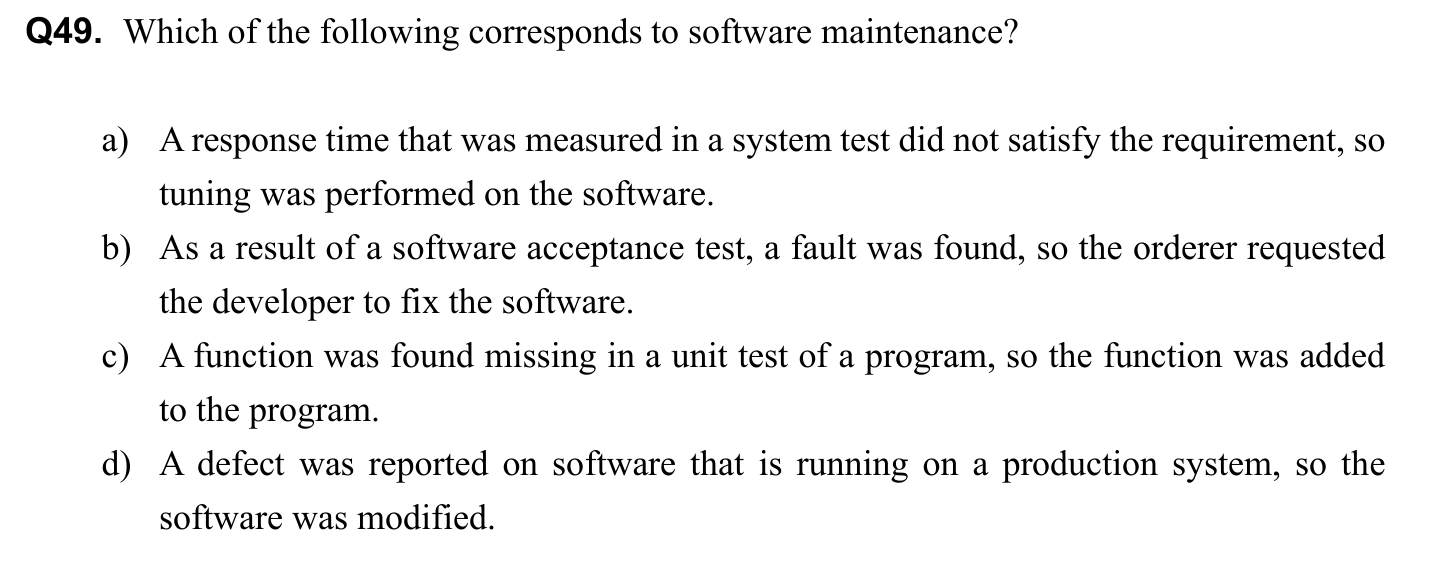 Q49. Which of the following corresponds to software maintenance?
a) A response time that was measured in a system test did not satisfy the requirement, so
tuning was performed on the software.
b) As a result of a software acceptance test, a fault was found, so the orderer requested
the developer to fix the software.
c) A function was found missing in a unit test of a program, so the function was added
to the program.
d) A defect was reported on software that is running on a production system, so the
software was modified.